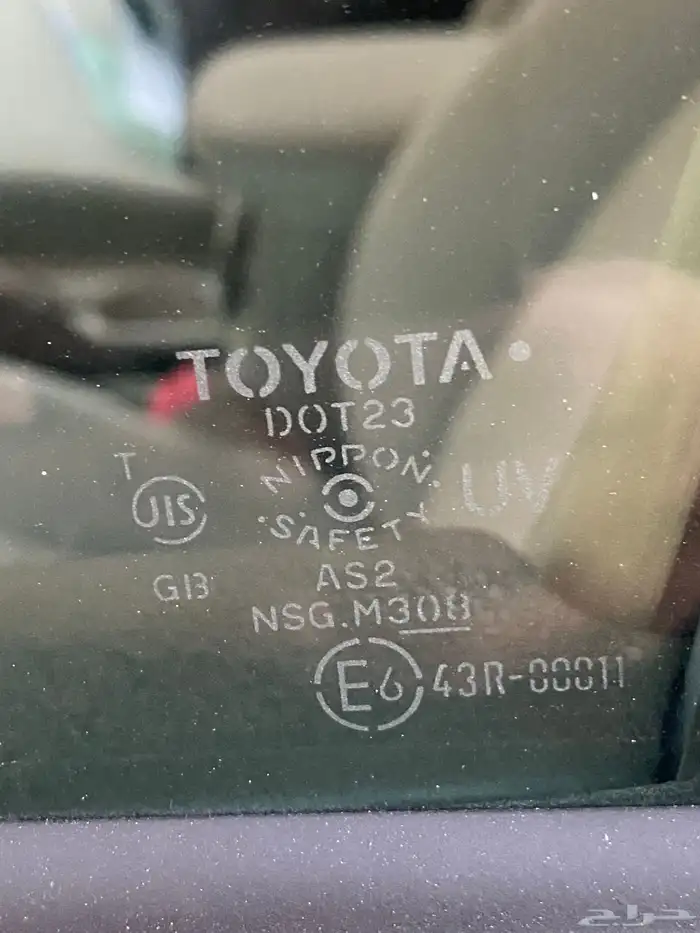 TOYOTA
DOT23
NIPPON
SAFETY
UV
T
JIS
G13
AS2
NSG.M308
E6 43R-00011
حراج